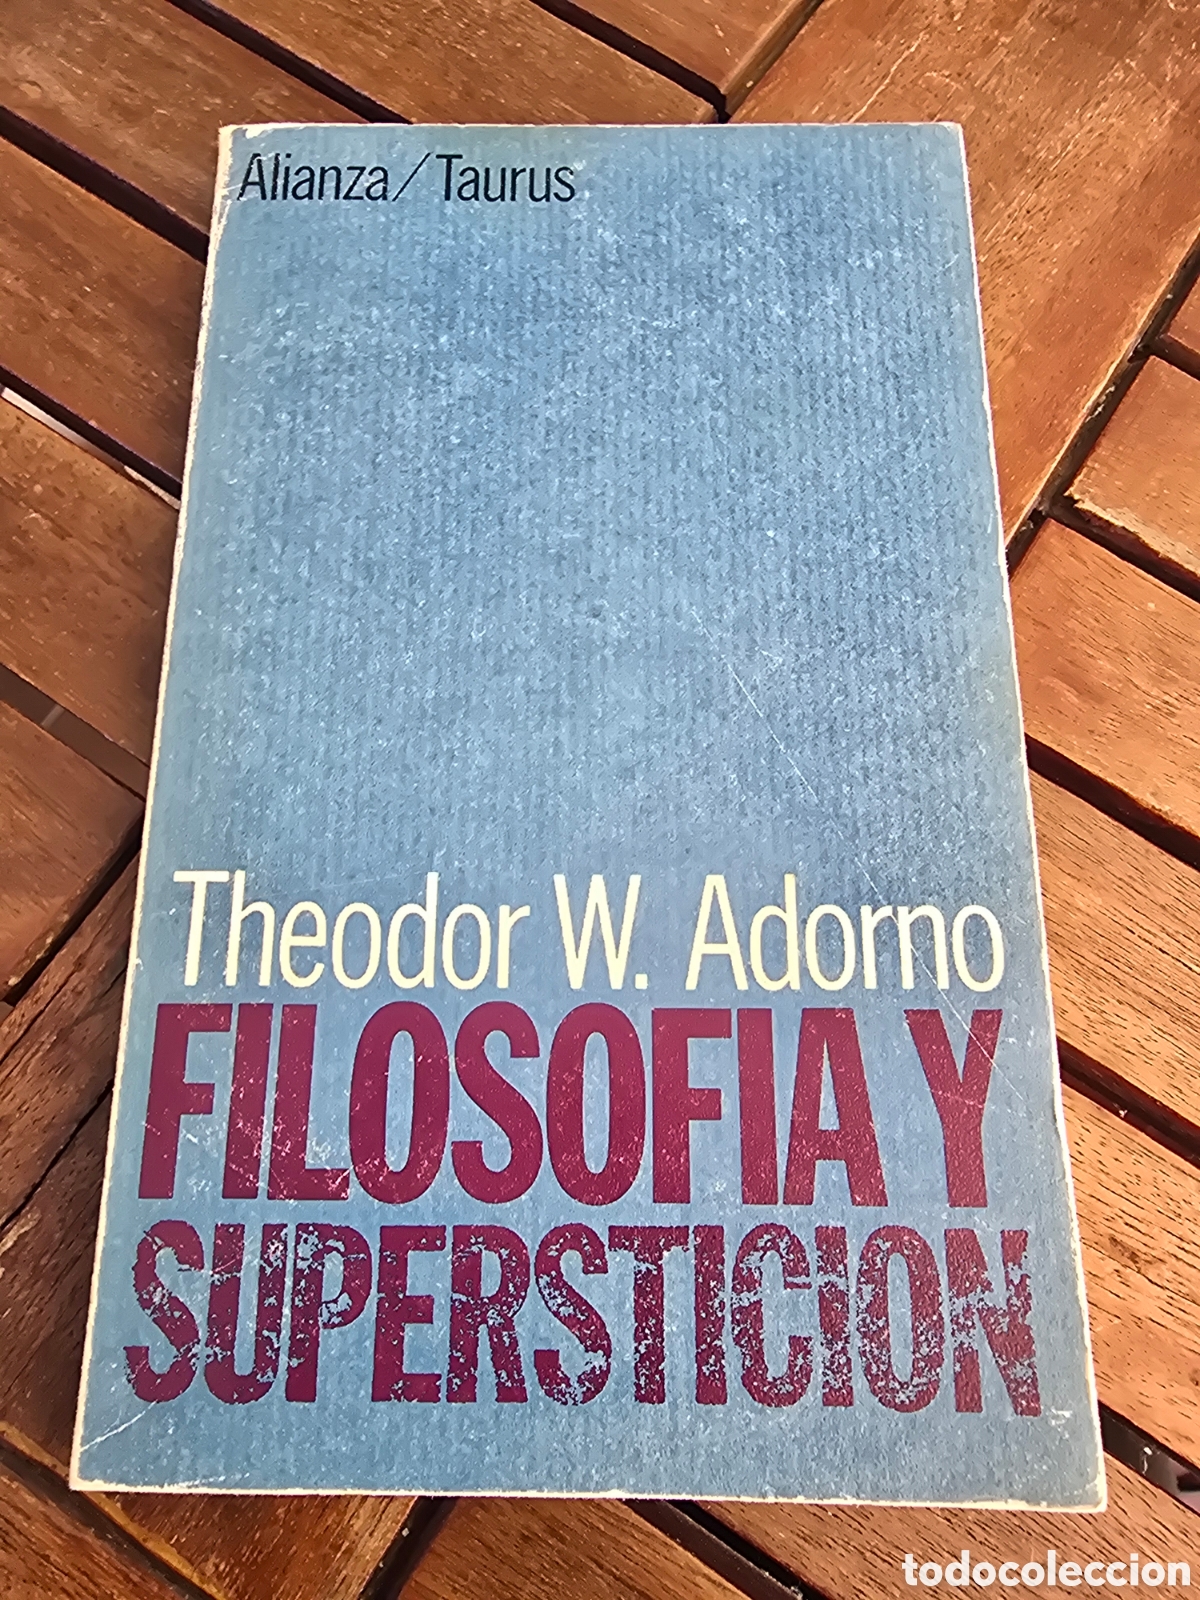 Alianza/Taurus
Theodor W. Adorno
FILOSOFIA Y
SUPERSTICION
todocoleccion